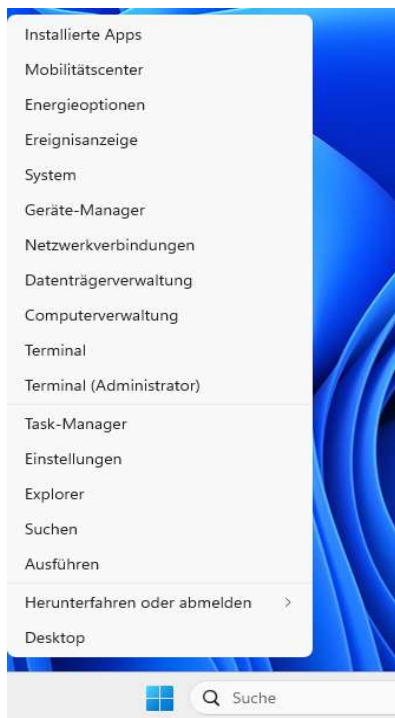 Installierte Apps
Mobilitätscenter
Energieoptionen
Ereignisanzeige
System
Geräte-Manager
Netzwerkverbindungen
Datenträgerverwaltung
Computerverwaltung
Terminal
Terminal (Administrator)
Task-Manager
Einstellungen
Explorer
Suchen
Ausführen
Herunterfahren oder abmelden
Desktop
Suche